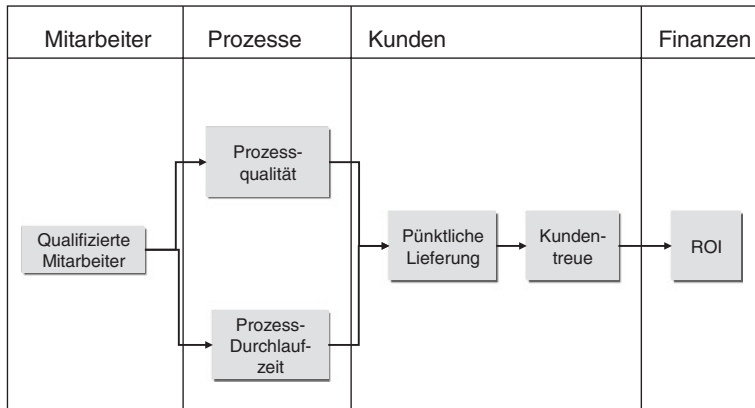 Mitarbeiter
Prozesse
Kunden
Finanzen
Prozess-
qualität
Qualifizierte
Mitarbeiter
Pünktliche
Lieferung
Kunden-
treue
ROI
Prozess-
Durchlauf-
zeit